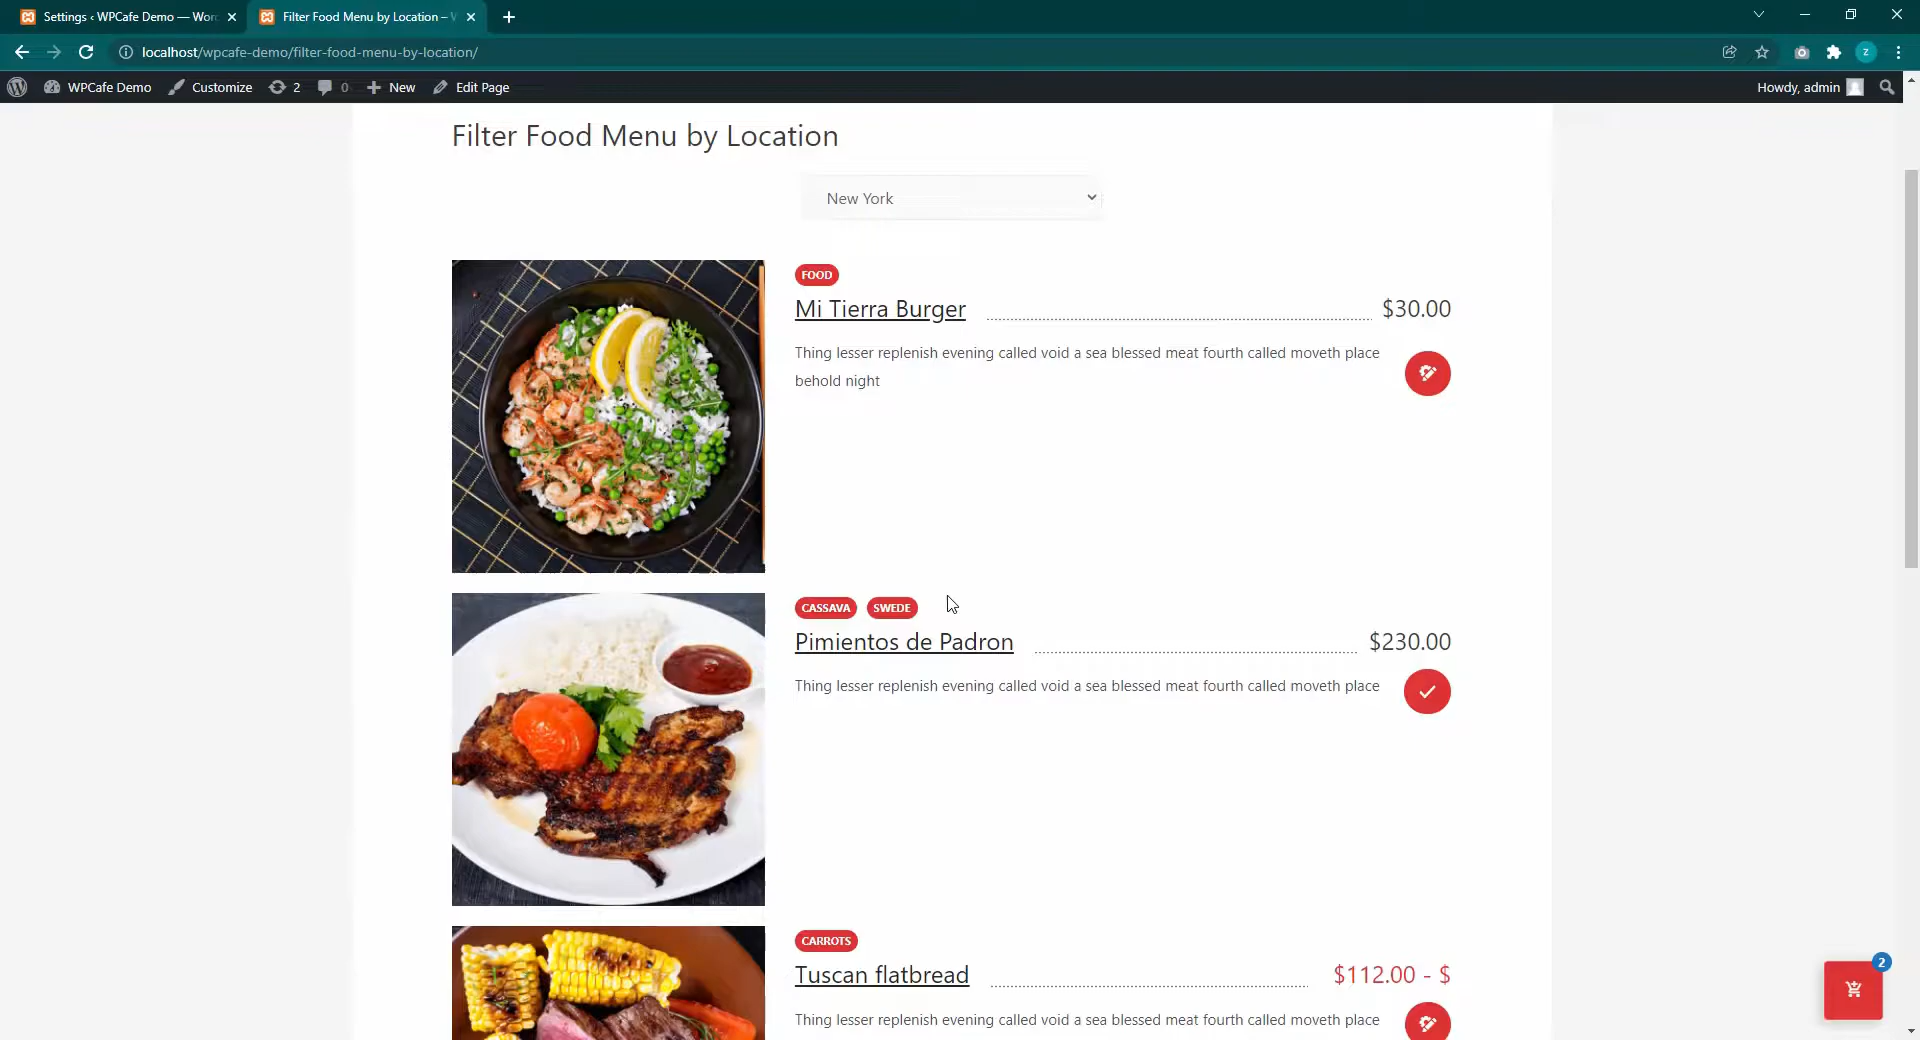 Settings ‹ WPCafe Demo — Wor
Filter Food Menu by Location – W
localhost/wpcafe-demo/filter-food-menu-by-location/
z
WPCafe Demo
Customize
2
0
New
Edit Page
Howdy, admin
Filter Food Menu by Location
New York
FOOD
Mi Tierra Burger $30.00
Thing lesser replenish evening called void a sea blessed meat fourth called moveth place
behold night
CASSAVA SWEDE
Pimientos de Padron $230.00
Thing lesser replenish evening called void a sea blessed meat fourth called moveth place
CARROTS
2
Tuscan flatbread $112.00 - $
Thing lesser replenish evening called void a sea blessed meat fourth called moveth place